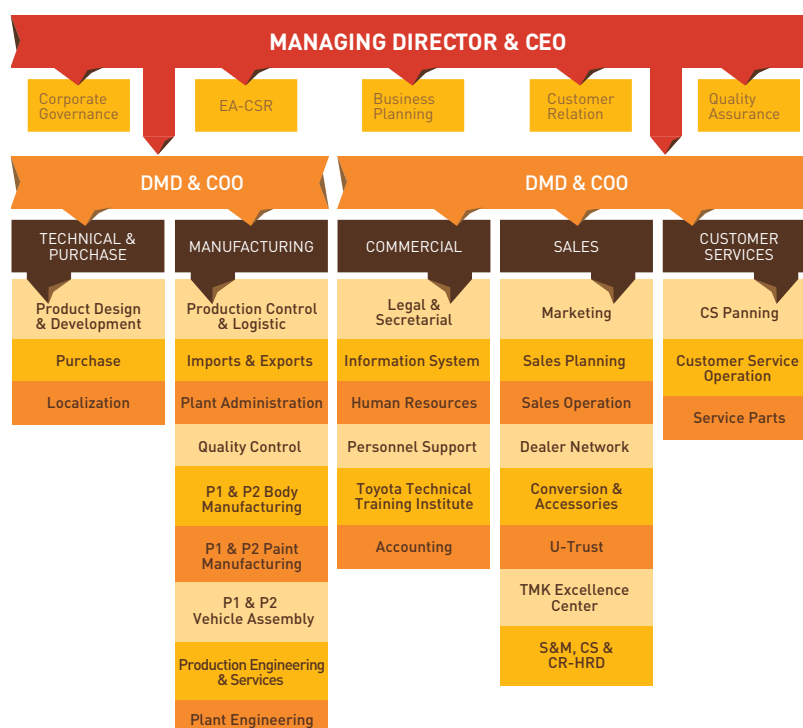 MANAGING DIRECTOR & CEO
Corporate
Governance
EA-CSR
Business
Planning
Customer
Relation
Quality
Assurance
DMD & COO
DMD & COO
TECHNICAL &
PURCHASE
Product Design
& Development
Purchase
Localization
MANUFACTURING
Production Control
& Logistic
Imports & Exports
Plant Administration
Quality Control
P1 & P2 Body
Manufacturing
P1 & P2 Paint
Manufacturing
P1 & P2
Vehicle Assembly
Production Engineering
& Services
Plant Engineering
COMMERCIAL
Legal &
Secretarial
Information System
Human Resources
Personnel Support
Toyota Technical
Training Institute
Accounting
SALES
Marketing
Sales Planning
Sales Operation
Dealer Network
Conversion &
Accessories
U-Trust
TMK Excellence
Center
S&M, CS &
CR-HRD
CUSTOMER
SERVICES
CS Panning
Customer Service
Operation
Service Parts